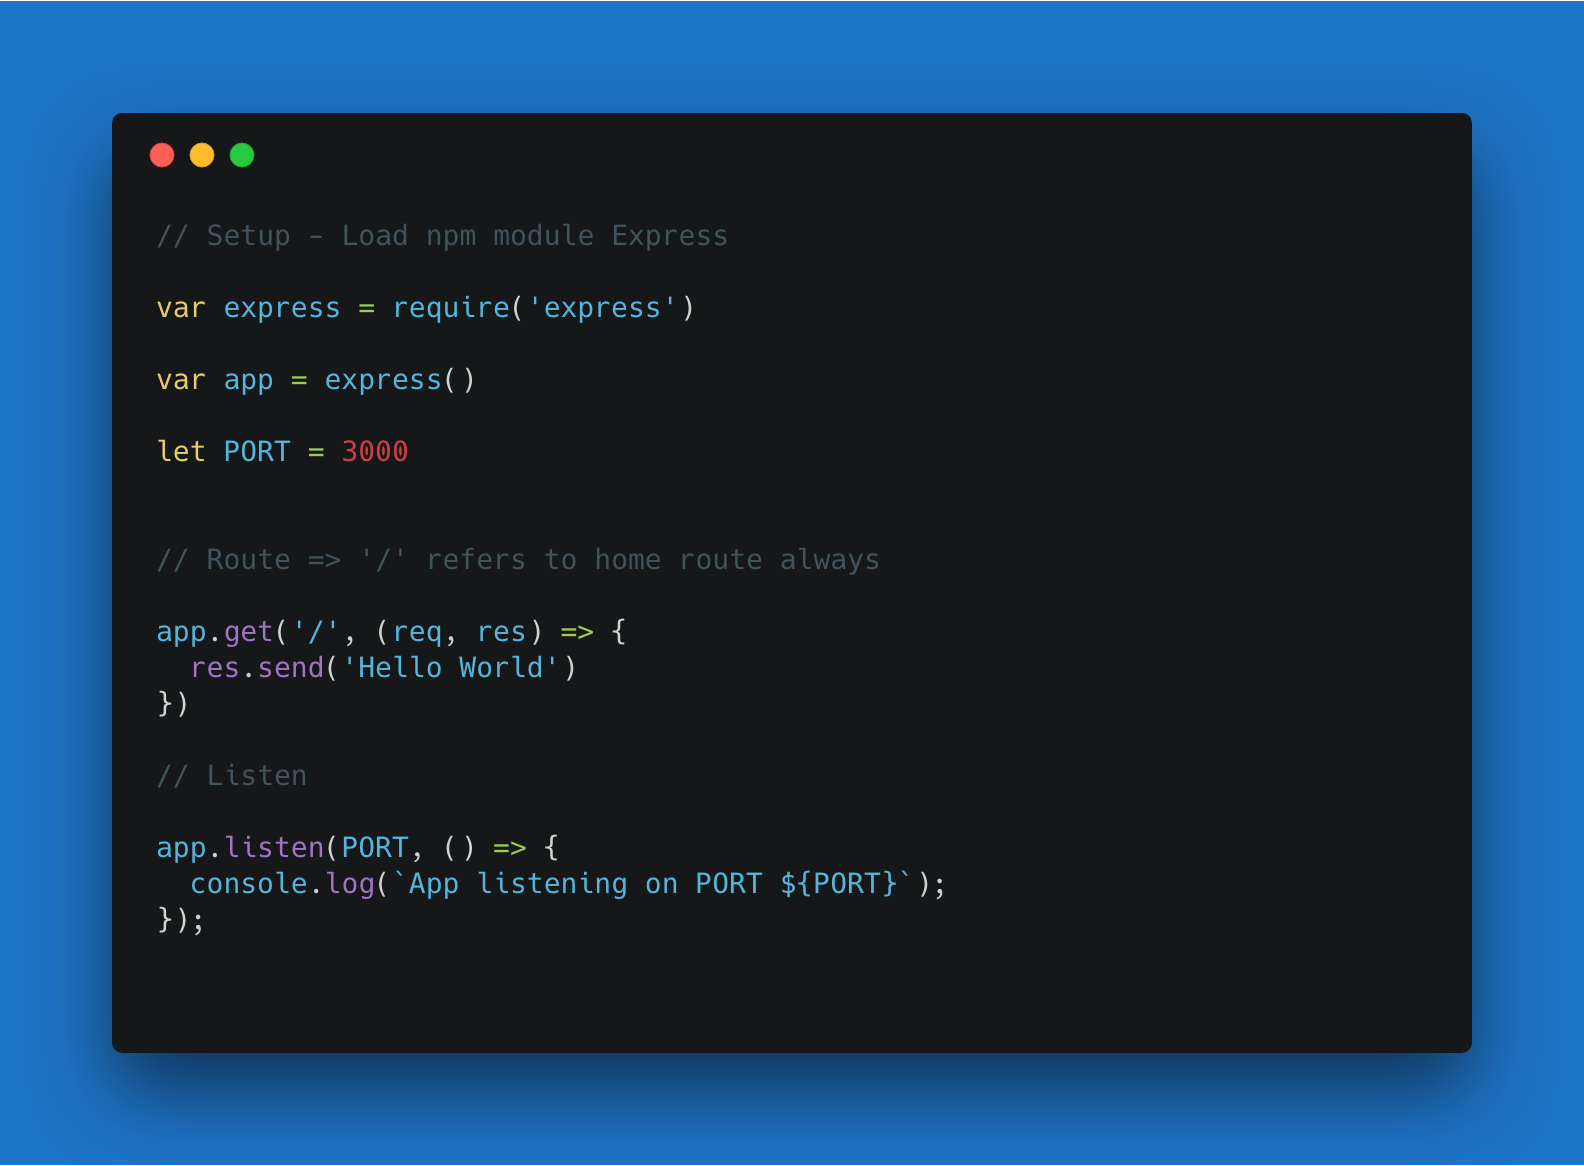 // Setup - Load npm module Express
var express = require('express')
var app = express()
let PORT = 3000
// Route => '/' refers to home route always
app.get('/', (req, res) => {
  res.send('Hello World')
})
// Listen
app.listen(PORT, () => {
  console.log(`App listening on PORT ${PORT}`);
});